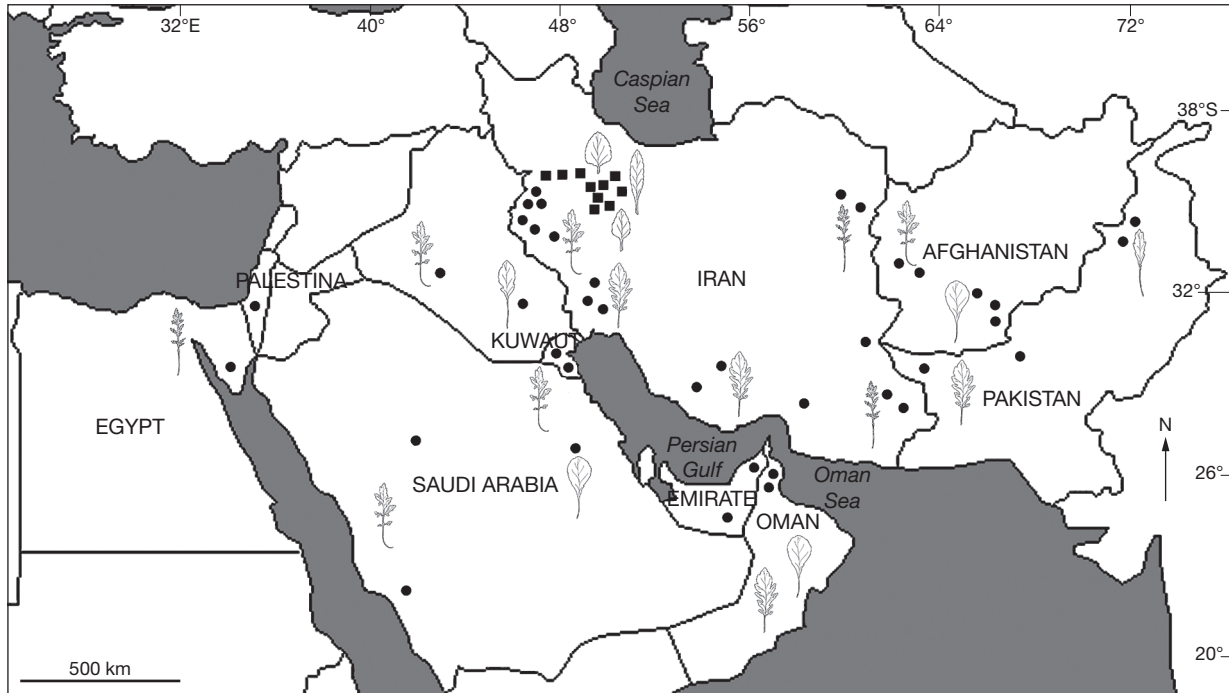 32°E 40° 48° 56° 64° 72°
Caspian
Sea
38°S
AFGHANISTAN
PALESTINA
IRAN
32°
KUWAUT
PAKISTAN
EGYPT
N
Persian
Gulf
SAUDI ARABIA
Oman
Sea
26°
EMIRATE
OMAN
20°
500 km